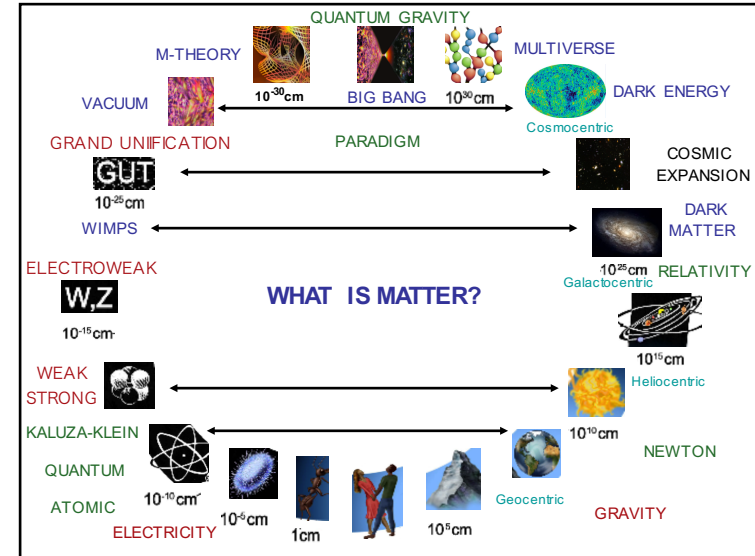 QUANTUM GRAVITY
M-THEORY
MULTIVERSE
VACUUM
10-30cm
BIG BANG
1030cm
DARK ENERGY
Cosmocentric
GRAND UNIIFICATION
PARADIGM
GUT
COSMIC
EXPANSION
10-25cm
WIMPS
DARK
MATTER
ELECTROWEAK
1025cm
RELATIVITY
Galactocentric
W,Z
WHAT IS MATTER?
10-15cm-
1015cm
WEAK
STRONG
Heliocentric
1010cm
KALUZA-KLEIN
NEWTON
QUANTUM
10-10cm
Geocentric
ATOMIC
10-5cm
1cm
105cm
ELECTRICITY
GRAVITY